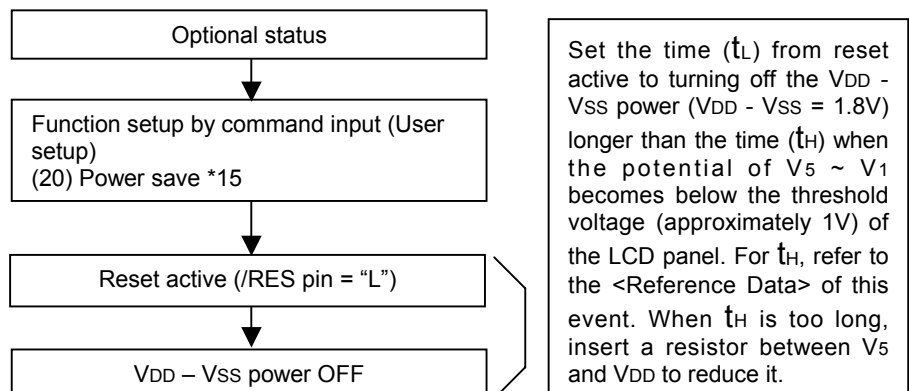 Optional status
Function setup by command input (User
setup)
(20) Power save *15
Reset active (/RES pin = “L”)
VDD – VSS power OFF
Set the time (tL) from reset
active to turning off the VDD -
VSS power (VDD - VSS = 1.8V)
longer than the time (tH) when
the potential of V5 ~ V1
becomes below the threshold
voltage (approximately 1V) of
the LCD panel. For tH, refer to
the <Reference Data> of this
event. When tH is too long,
insert a resistor between V5
and VDD to reduce it.